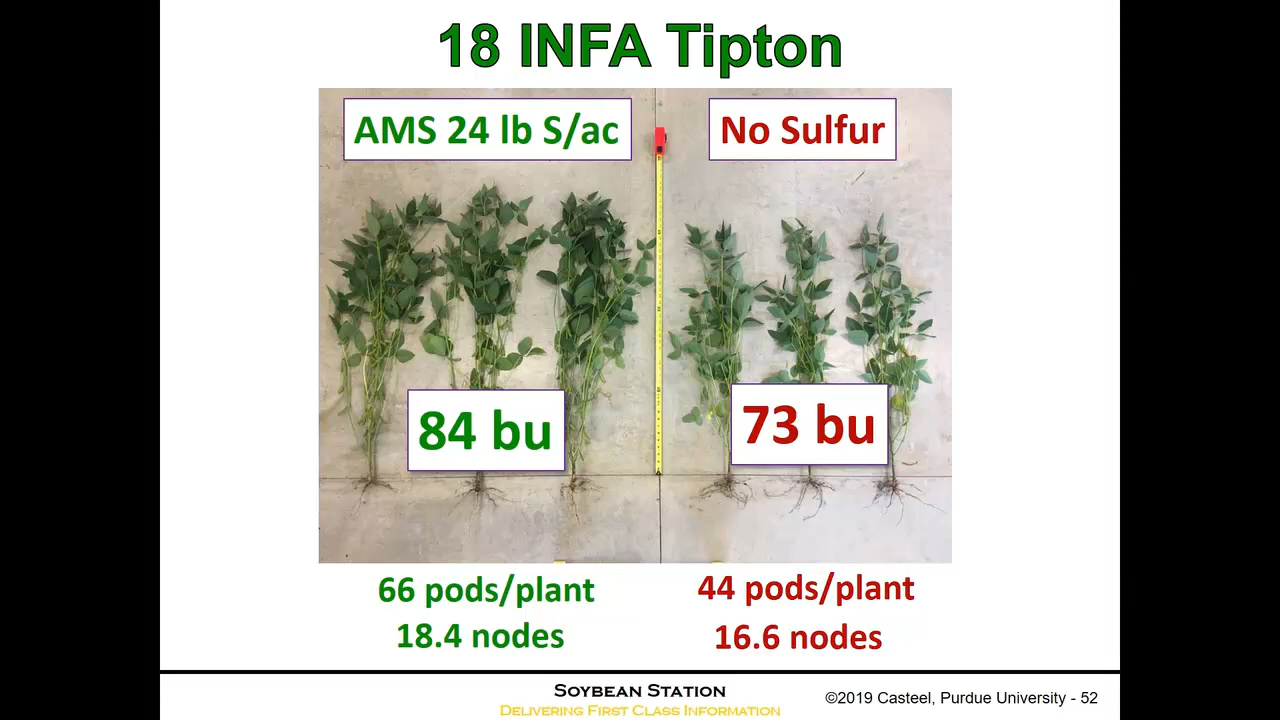 18 INFA Tipton
AMS 24 lb S/ac
No Sulfur
84 bu
73 bu
66 pods/plant
44 pods/plant
18.4 nodes
16.6 nodes
SOYBEAN STATION
DELIVERING FIRST CLASS INFORMATION
©2019 Casteel, Purdue University - 52